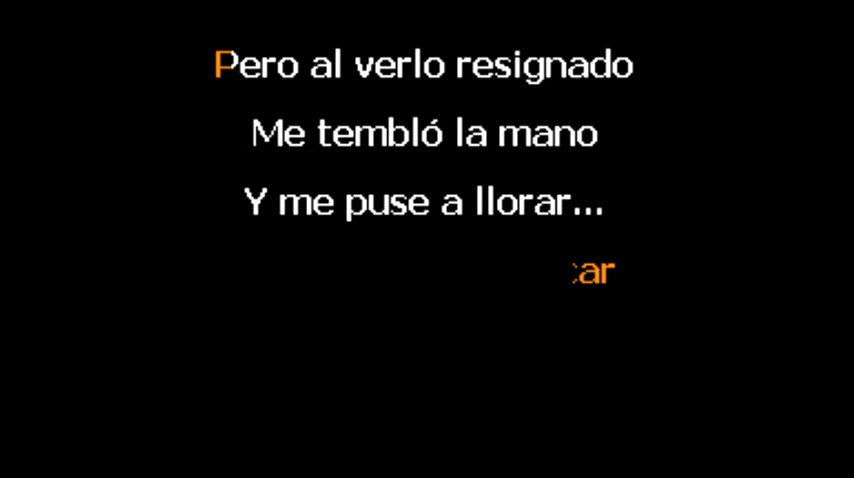 Pero al verlo resignado
Me tembló la mano
Y me puse a llorar...